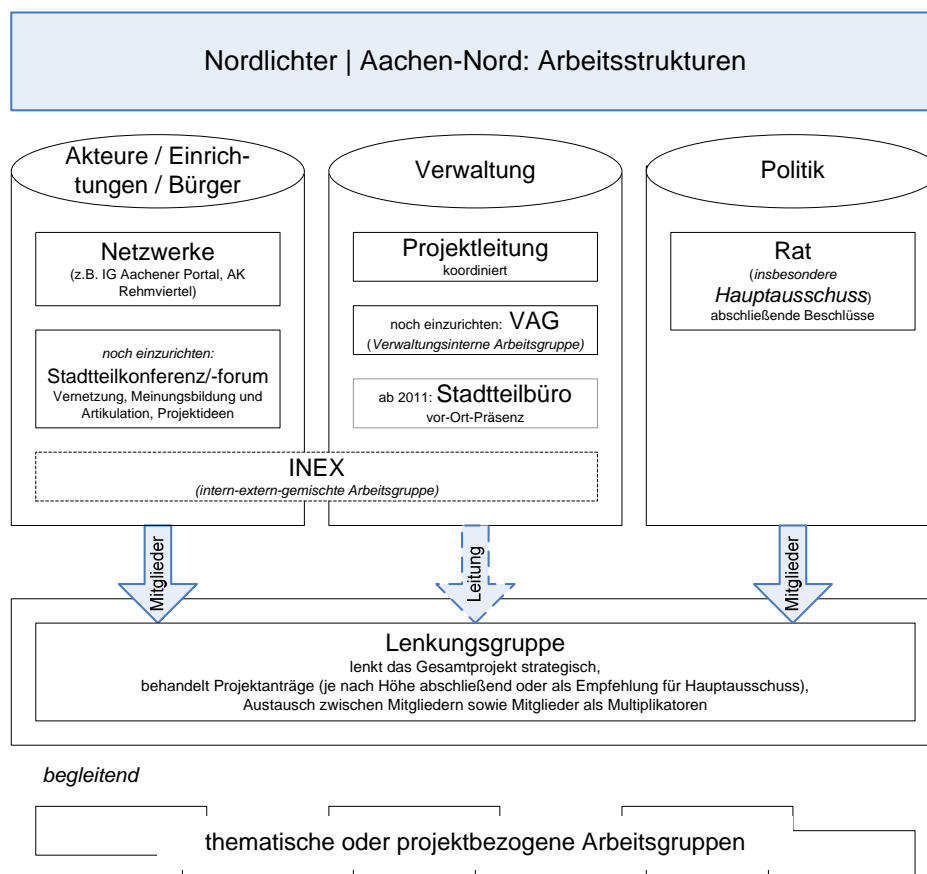 Nordlichter | Aachen-Nord: Arbeitsstrukturen
Akteure / Einrich-
tungen / Bürger
Netzwerke
(z.B. IG Aachener Portal, AK
Rehmviertel)
noch einzurichten:
Stadtteilkonferenz/-forum
Vernetzung, Meinungsbildung und
Artikulation, Projektideen
Verwaltung
Projektleitung
koordiniert
noch einzurichten: VAG
(Verwaltungsinterne Arbeitsgruppe)
ab 2011: Stadtteilbüro
vor-Ort-Präsenz
INEX
(intern-extern-gemischte Arbeitsgruppe)
Politik
Rat
(insbesondere
Hauptausschuss)
abschließende Beschlüsse
Mitglieder
Leitung
Mitglieder
Lenkungsgruppe
lenkt das Gesamtprojekt strategisch,
behandelt Projektanträge (je nach Höhe abschließend oder als Empfehlung für Hauptausschuss),
Austausch zwischen Mitgliedern sowie Mitglieder als Multiplikatoren
begleitend
thematische oder projektbezogene Arbeitsgruppen